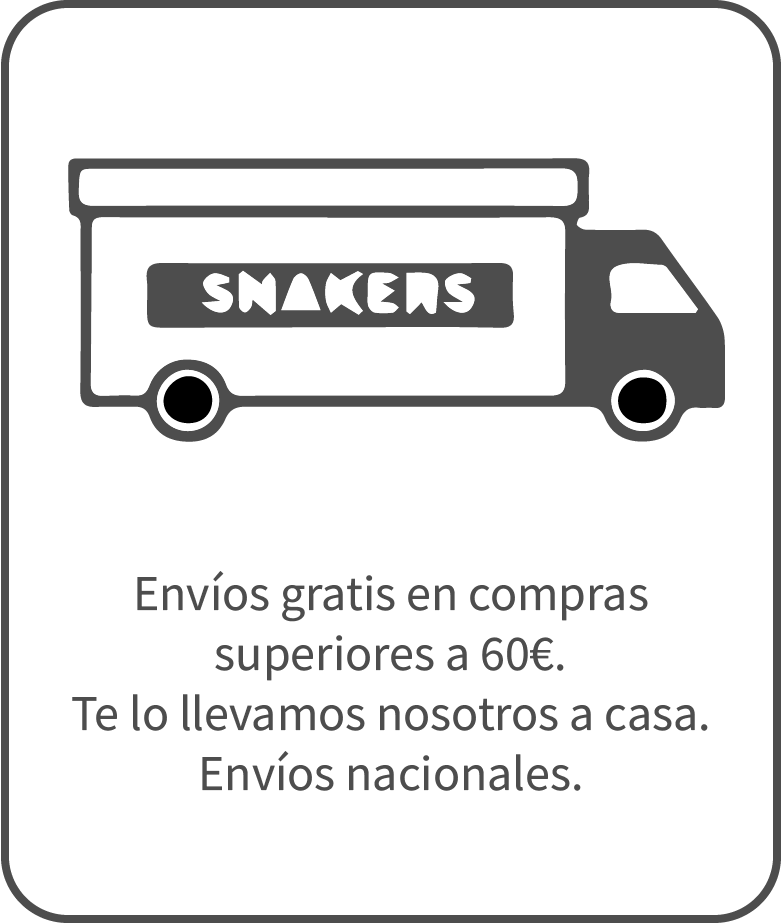 SNAKERS
Envíos gratis en compras
superiores a 60€.
Te lo llevamos nosotros a casa.
Envíos nacionales.